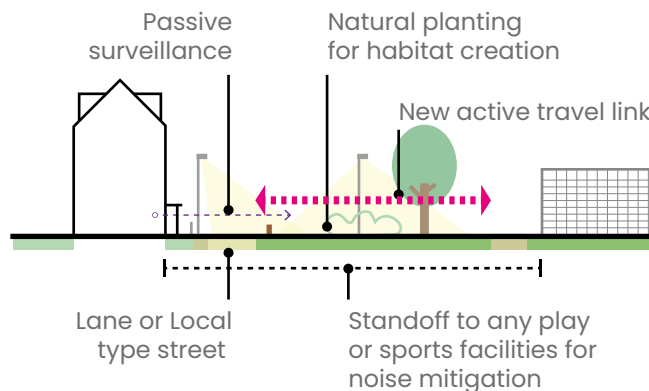 Passive
surveillance
Natural planting
for habitat creation
New active travel link
Lane or Local
type street
Standoff to any play
or sports facilities for
noise mitigation